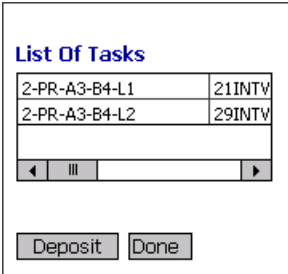 List Of Tasks
2-PR-A3-B4-L1 21INTV
2-PR-A3-B4-L2 29INTV
Deposit Done